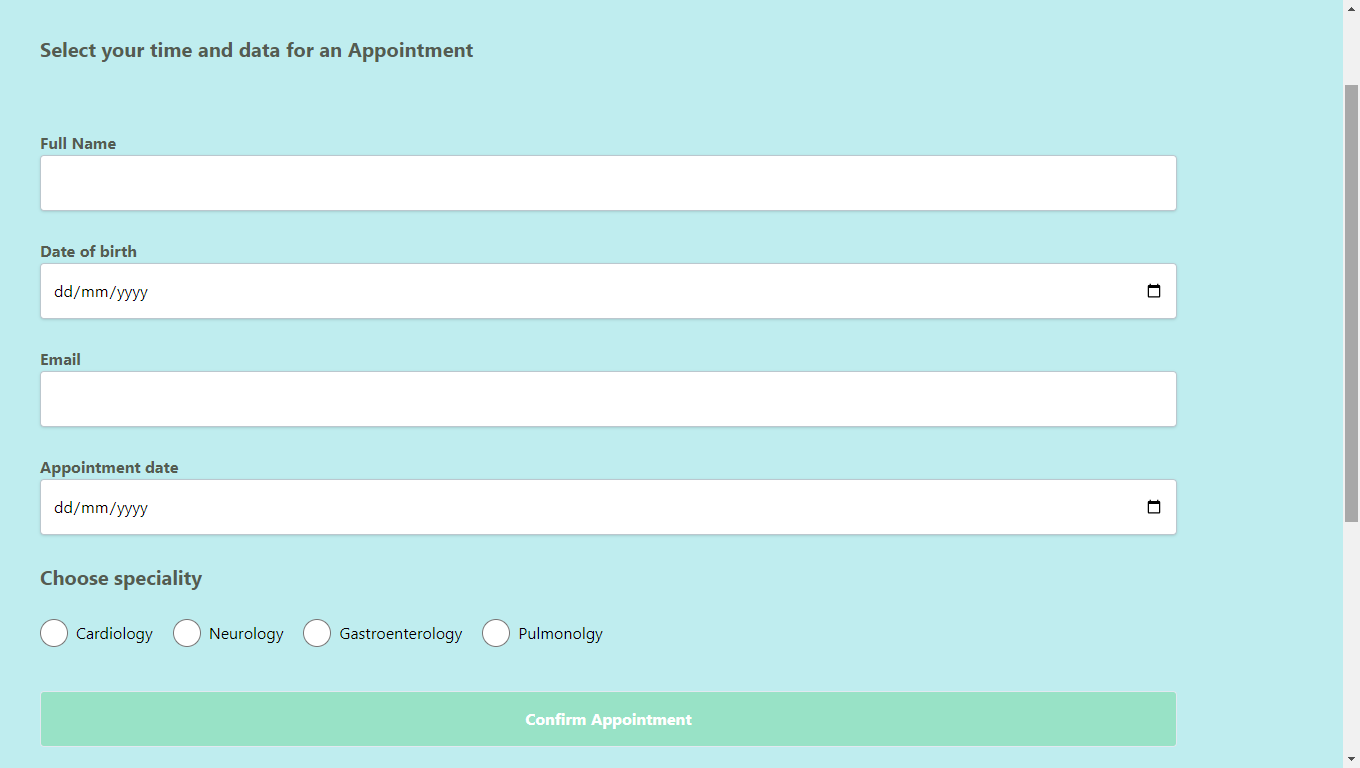 Select your time and data for an Appointment
Full Name
Date of birth
dd/mm/yyyy
Email
Appointment date
dd/mm/yyyy
Choose speciality
Cardiology Neurology Gastroenterology Pulmonolgy
Confirm Appointment